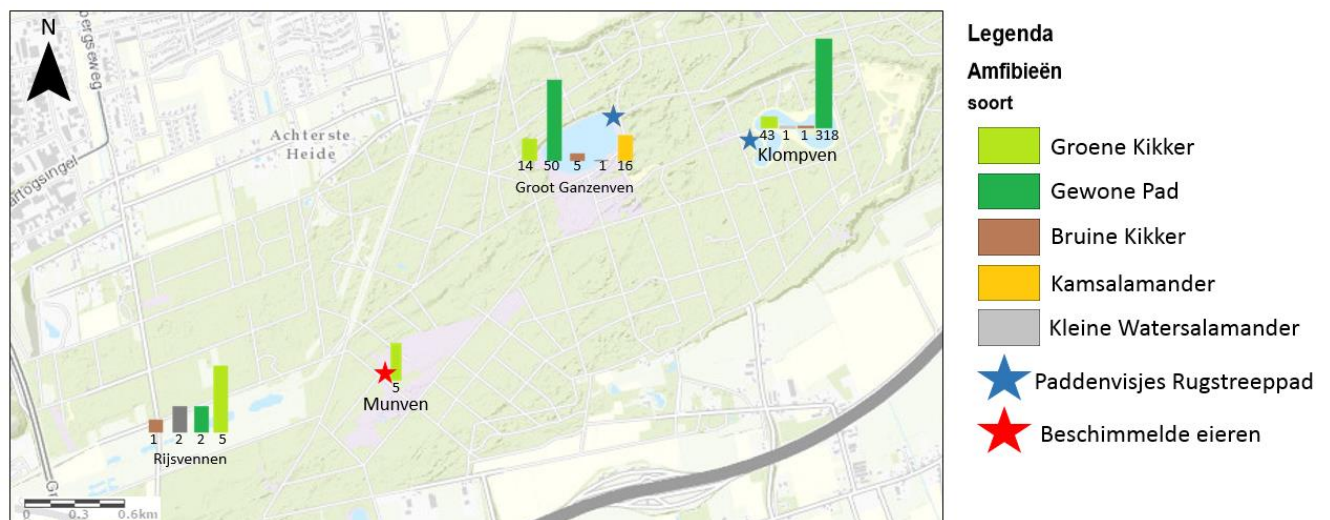 N
bergseweg
artogsingel
Achterste
Heide
14 50 5 1 16
Groot Ganzenven
43 1 1 318
Klompven
5
Munven
1 2 2 5
Rijsvennen
0 0.3 0.6km
Legenda
Amfibieën
soort
Groene Kikker
Gewone Pad
Bruine Kikker
Kamsalamander
Kleine Watersalamander
Paddenvisjes Rugstreeppad
Beschimmelde eieren